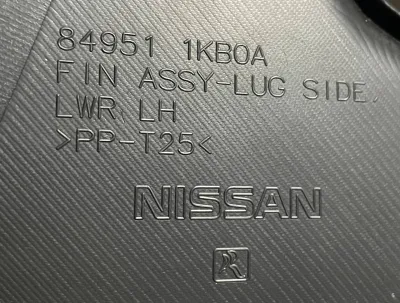 84951 1KB0A
FIN ASSY-LUG SIDE,
LWR LH
>PP-T25<
NISSAN